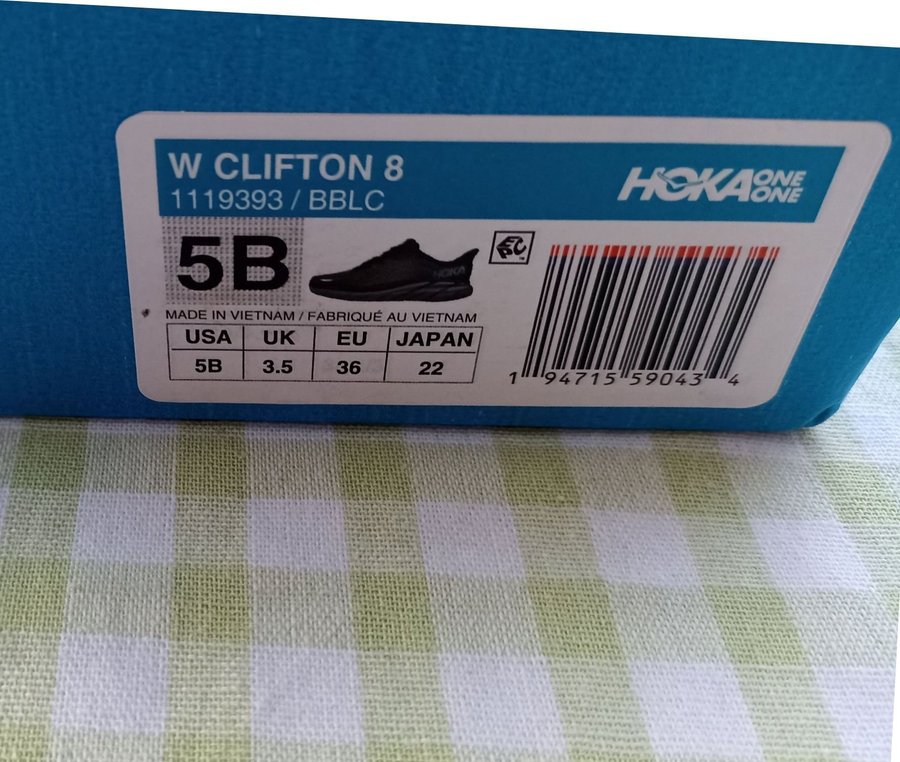 W CLIFTON 8
1119393 / BBLC
HOKA ONE ONE
5B
HOKA
MADE IN VIETNAM / FABRIQUÉ AU VIETNAM
USA UK EU JAPAN
5B 3.5 36 22
1 94715 59043 4